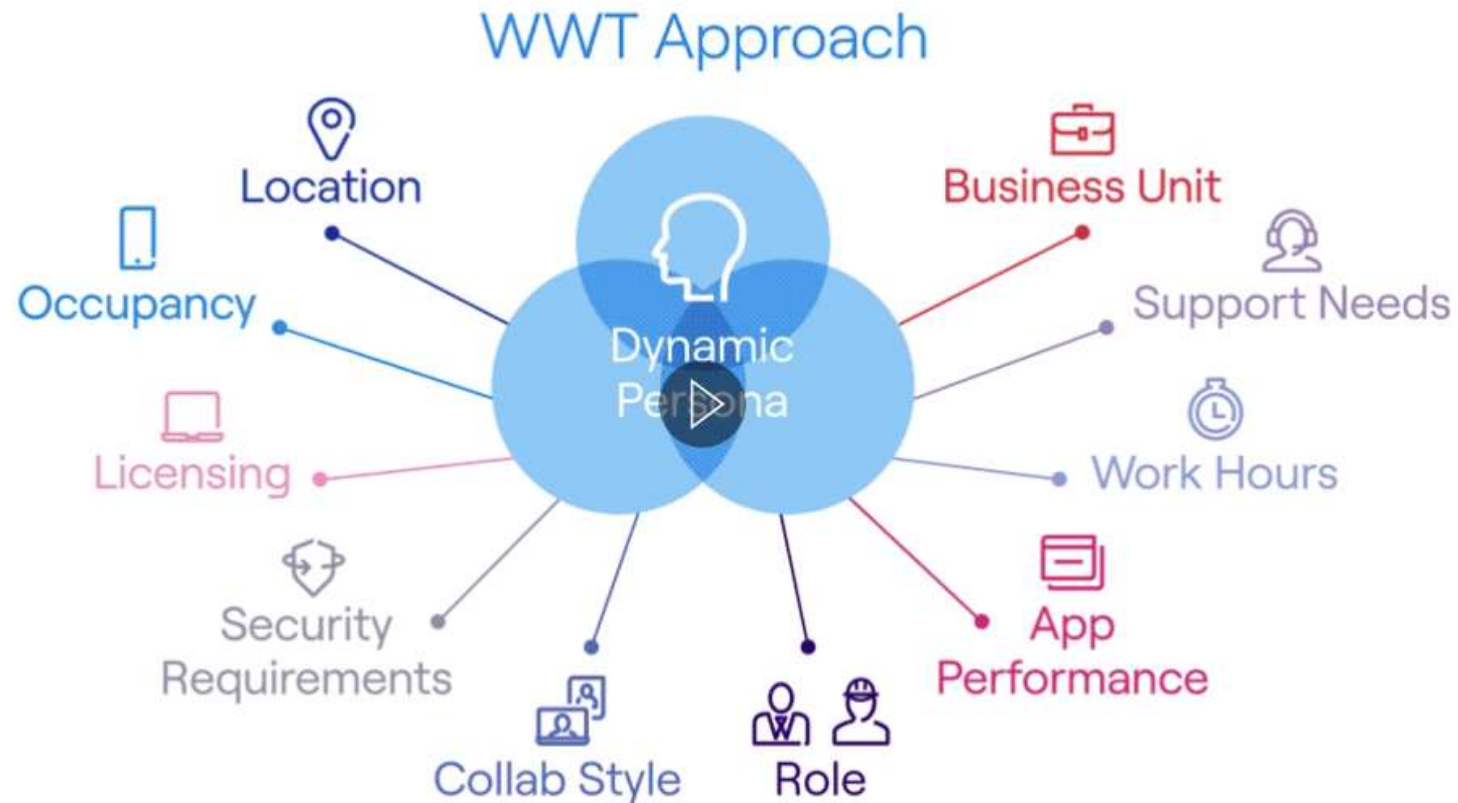 WWT Approach
Location
Business Unit
Occupancy
Support Needs
Dynamic
Persona
Licensing
Work Hours
Security
Requirements
App
Performance
Collab Style
Role